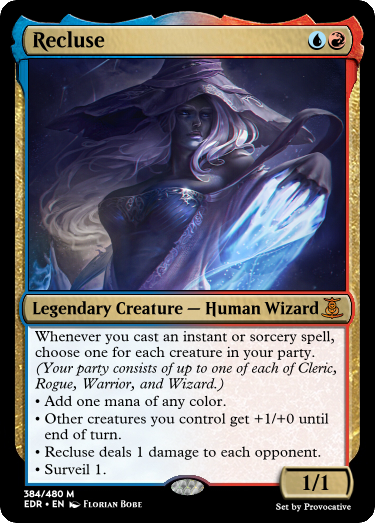 Recluse
Legendary Creature — Human Wizard
Whenever you cast an instant or sorcery spell,
choose one for each creature in your party.
(Your party consists of up to one of each of Cleric,
Rogue, Warrior, and Wizard.)
• Add one mana of any color.
• Other creatures you control get +1/+0 until
end of turn.
• Recluse deals 1 damage to each opponent.
• Surveil 1.
1/1
384/480 M
EDR • EN Florian Bobe
Set by Provocative